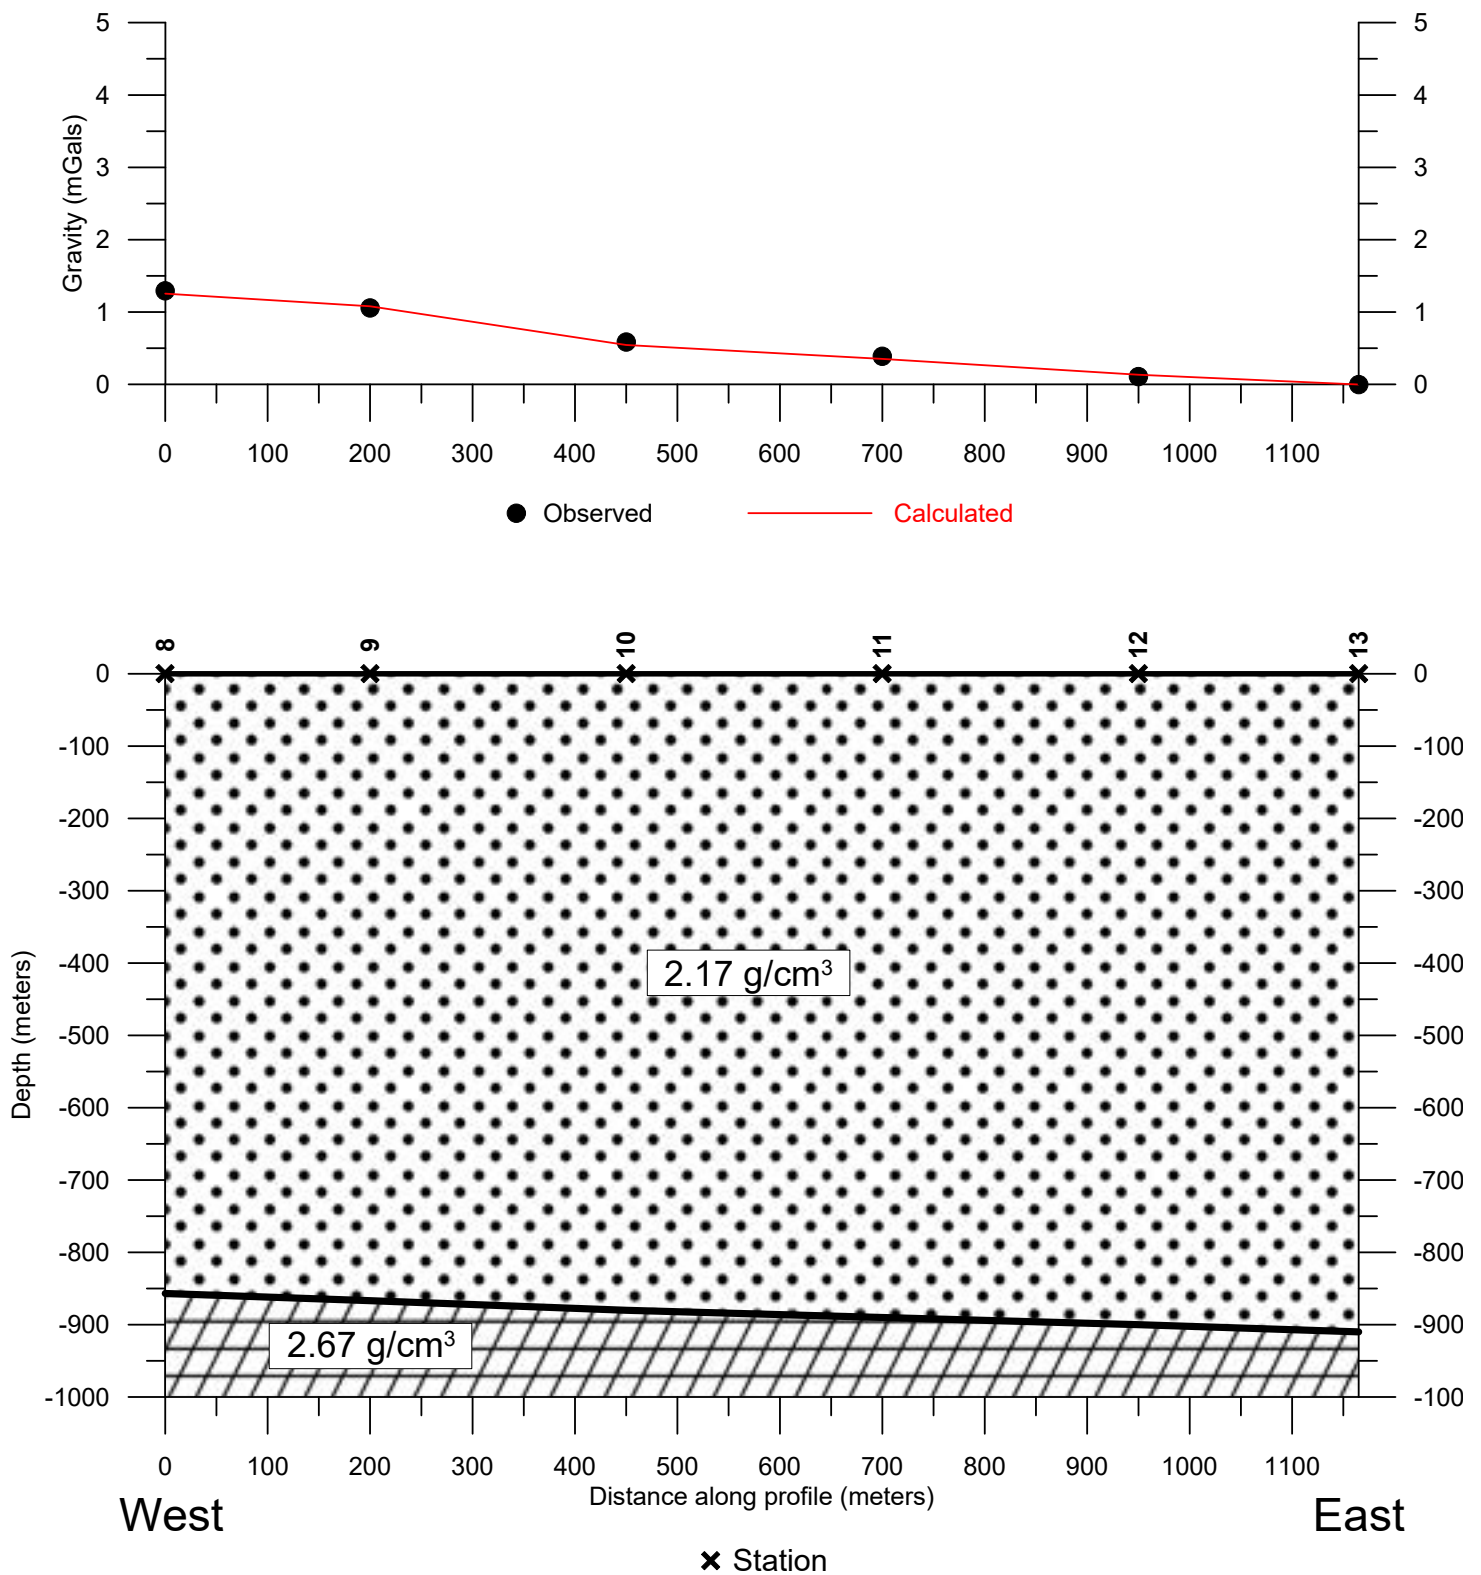 5 5
4 4
3 3
2 2
1 1
0 0
Gravity (mGals)
0 100 200 300 400 500 600 700 800 900 1000 1100
Observed Calculated
8 9 10 11 12 13
0 0
-100 -100
-200 -200
-300 -300
-400 -400
2.17 g/cm³
-500 -500
-600 -600
-700 -700
-800 -800
-900 -900
2.67 g/cm³
-1000 -100
Depth (meters)
0 100 200 300 400 500 600 700 800 900 1000 1100
Distance along profile (meters)
West East
Station